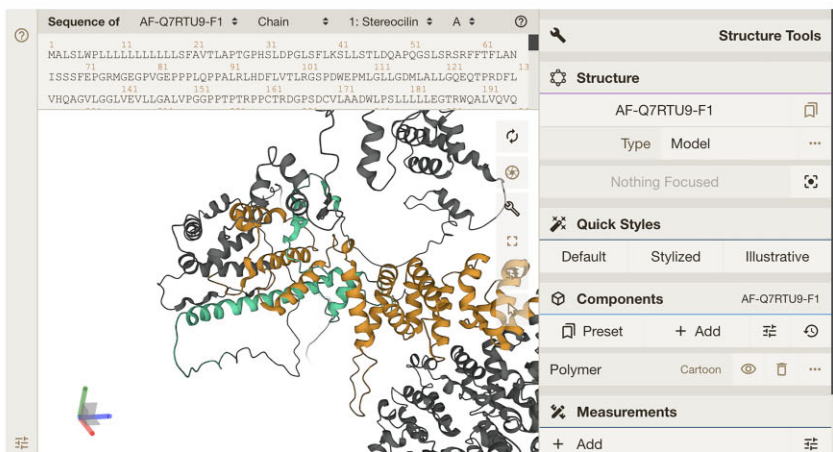 Sequence of AF-Q7RTU9-F1 Chain 1: Stereocilin A
1 11 21 31 41 51 61
MALSLWPLLLLLLLLLLLSFAVTLAPTGPHSLDPGLSFLKSLLSTLDQAPQGSLSRSRFFTFLAN
71 81 91 101 111 121 13
ISSSFEPGRMGEGPVGEPPPLQPPALRLHDFLVTLRGSPDWEPMLGLLGDMLALLGQEQTPRDFL
141 151 161 171 181 191
VHQAGVLGGLVEVLLGALVPGGPPTPTRPPCTRDGPSDCVLAADWLPSLLLLLEGTRWQALVQVQ
Structure Tools
Structure
AF-Q7RTU9-F1
Type Model
Nothing Focused
Quick Styles
Default Stylized Illustrative
Components AF-Q7RTU9-F1
Preset + Add
Polymer Cartoon
Measurements
+ Add